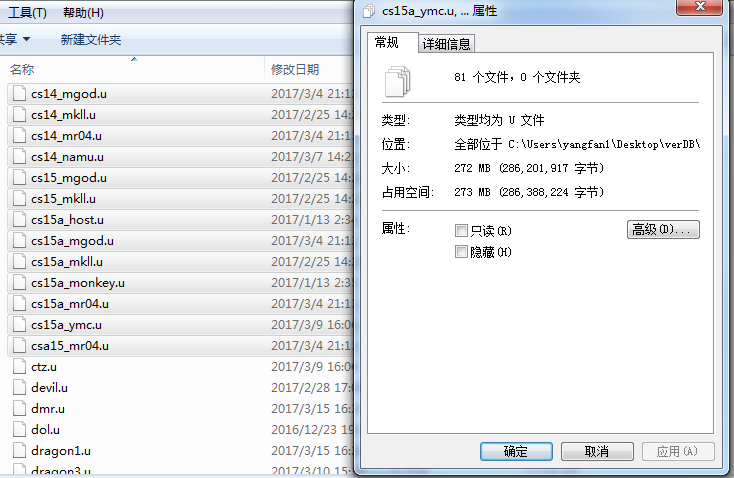 工具(T) 帮助(H)
共享 新建文件夹
名称 修改日期
cs14_mgod.u 2017/3/4 21:1
cs14_mkll.u 2017/2/25 14:
cs14_mr04.u 2017/3/4 21:1
cs14_namu.u 2017/3/7 14:2
cs15_mgod.u 2017/2/25 14:
cs15_mkll.u 2017/2/25 14:
cs15a_host.u 2017/1/13 2:34
cs15a_mgod.u 2017/3/4 21:1
cs15a_mkll.u 2017/2/25 14:
cs15a_monkey.u 2017/1/13 2:3
cs15a_mr04.u 2017/3/4 21:1
cs15a_ymc.u 2017/3/9 16:0
csa15_mr04.u 2017/3/4 21:1
ctz.u 2017/3/9 16:0
devil.u 2017/2/28 17:
dmr.u 2017/3/15 16:
dol.u 2016/12/23 19
dragon1.u 2017/3/15 16:
dragon3.u 2017/3/10 15:
cs15a_ymc.u, ... 属性
常规 详细信息
81 个文件，0 个文件夹
类型: 类型均为 U 文件
位置: 全部位于 C:\Users\yangfan1\Desktop\verDB\
大小: 272 MB (286,201,917 字节)
占用空间: 273 MB (286,388,224 字节)
属性: 只读(R) 高级(D)...
隐藏(H)
确定 取消 应用(A)